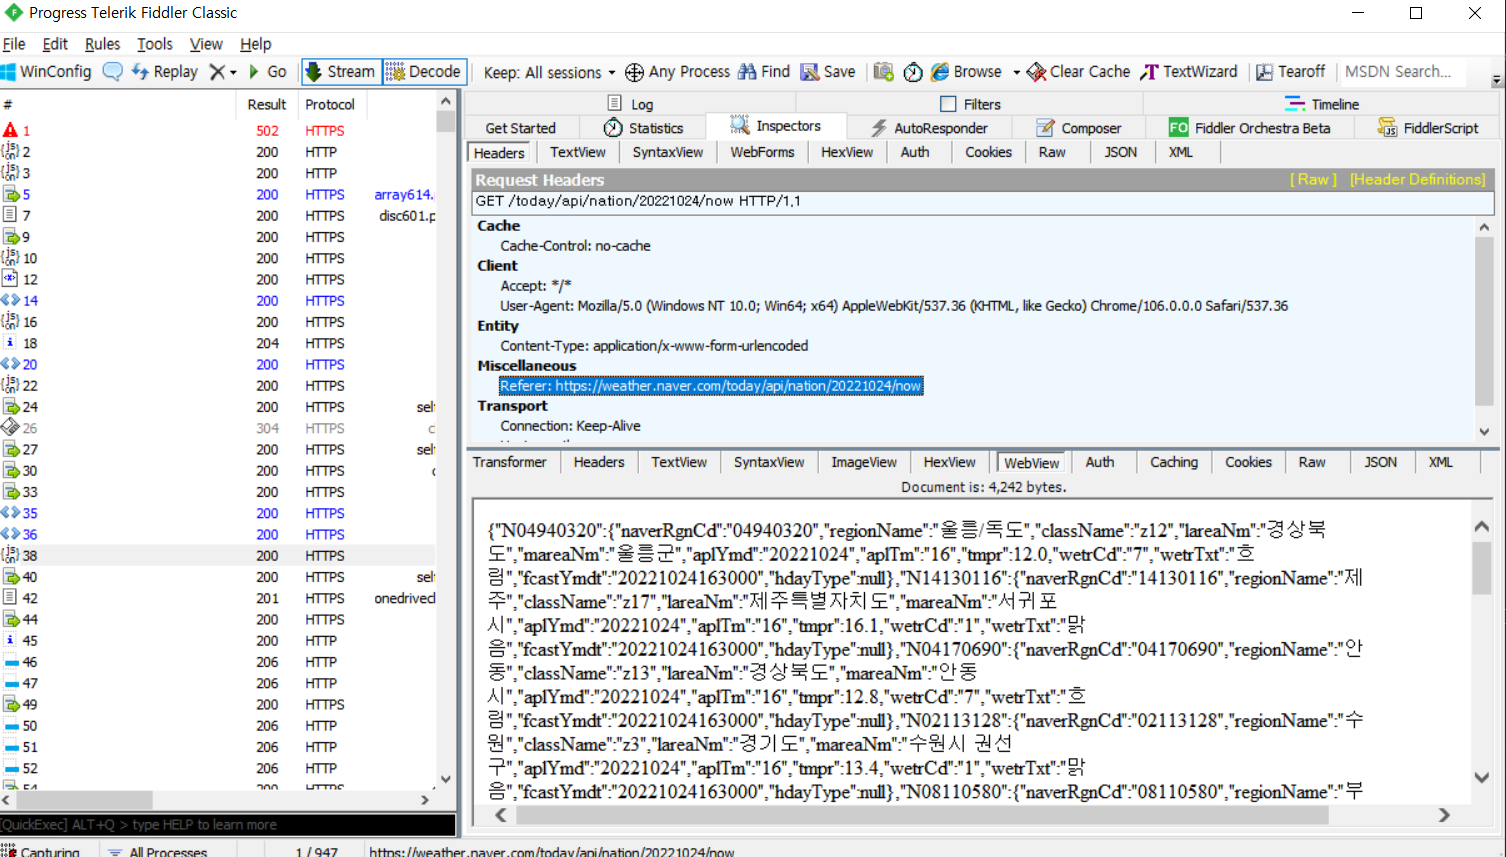 Progress Telerik Fiddler Classic
File Edit Rules Tools View Help
WinConfig Replay Go Stream Decode Keep: All sessions Any Process Find Save Browse Clear Cache TextWizard Tearoff MSDN Search...
# Result Protocol
1 502 HTTPS
2 200 HTTP
3 200 HTTP
5 200 HTTPS array614.
7 200 HTTPS disc601.p
9 200 HTTPS
10 200 HTTPS
12 200 HTTPS
14 200 HTTPS
16 200 HTTPS
18 204 HTTPS
20 200 HTTPS
22 200 HTTPS
24 200 HTTPS self
26 304 HTTPS c
27 200 HTTPS self
30 200 HTTPS
33 200 HTTPS
35 200 HTTPS
36 200 HTTPS
38 200 HTTPS
40 200 HTTPS self
42 201 HTTPS onedrivecl
44 200 HTTPS
45 200 HTTP
46 206 HTTP
47 206 HTTP
49 200 HTTPS
50 206 HTTP
51 206 HTTP
52 206 HTTP
54 200 HTTPS
[QuickExec] ALT+Q > type HELP to learn more
Log Filters Timeline
Get Started Statistics Inspectors AutoResponder Composer FO Fiddler Orchestra Beta FiddlerScript
Headers TextView SyntaxView WebForms HexView Auth Cookies Raw JSON XML
Request Headers [ Raw ] [Header Definitions]
GET /today/api/nation/20221024/now HTTP/1.1
Cache
Cache-Control: no-cache
Client
Accept: */*
User-Agent: Mozilla/5.0 (Windows NT 10.0; Win64; x64) AppleWebKit/537.36 (KHTML, like Gecko) Chrome/106.0.0.0 Safari/537.36
Entity
Content-Type: application/x-www-form-urlencoded
Miscellaneous
Referer: https://weather.naver.com/today/api/nation/20221024/now
Transport
Connection: Keep-Alive
Transformer Headers TextView SyntaxView ImageView HexView WebView Auth Caching Cookies Raw JSON XML
Document is: 4,242 bytes.
{"N04940320":{"naverRgnCd":"04940320","regionName":"울릉/독도","className":"z12","lareaNm":"경상북
도","mareaNm":"울릉군","aplYmd":"20221024","aplTm":"16","tmpr":12.0,"wetrCd":"7","wetrTxt":"흐
림","fcastYmdt":"20221024163000","hdayType":null},"N14130116":{"naverRgnCd":"14130116","regionName":"제
주","className":"z17","lareaNm":"제주특별자치도","mareaNm":"서귀포
시","aplYmd":"20221024","aplTm":"16","tmpr":16.1,"wetrCd":"1","wetrTxt":"맑
음","fcastYmdt":"20221024163000","hdayType":null},"N04170690":{"naverRgnCd":"04170690","regionName":"안
동","className":"z13","lareaNm":"경상북도","mareaNm":"안동
시","aplYmd":"20221024","aplTm":"16","tmpr":12.8,"wetrCd":"7","wetrTxt":"흐
림","fcastYmdt":"20221024163000","hdayType":null},"N02113128":{"naverRgnCd":"02113128","regionName":"수
원","className":"z3","lareaNm":"경기도","mareaNm":"수원시 권선
구","aplYmd":"20221024","aplTm":"16","tmpr":13.4,"wetrCd":"1","wetrTxt":"맑
음","fcastYmdt":"20221024163000","hdayType":null},"N08110580":{"naverRgnCd":"08110580","regionName":"부
Capturing All Processes 1 / 947 https://weather.naver.com/today/api/nation/20221024/now